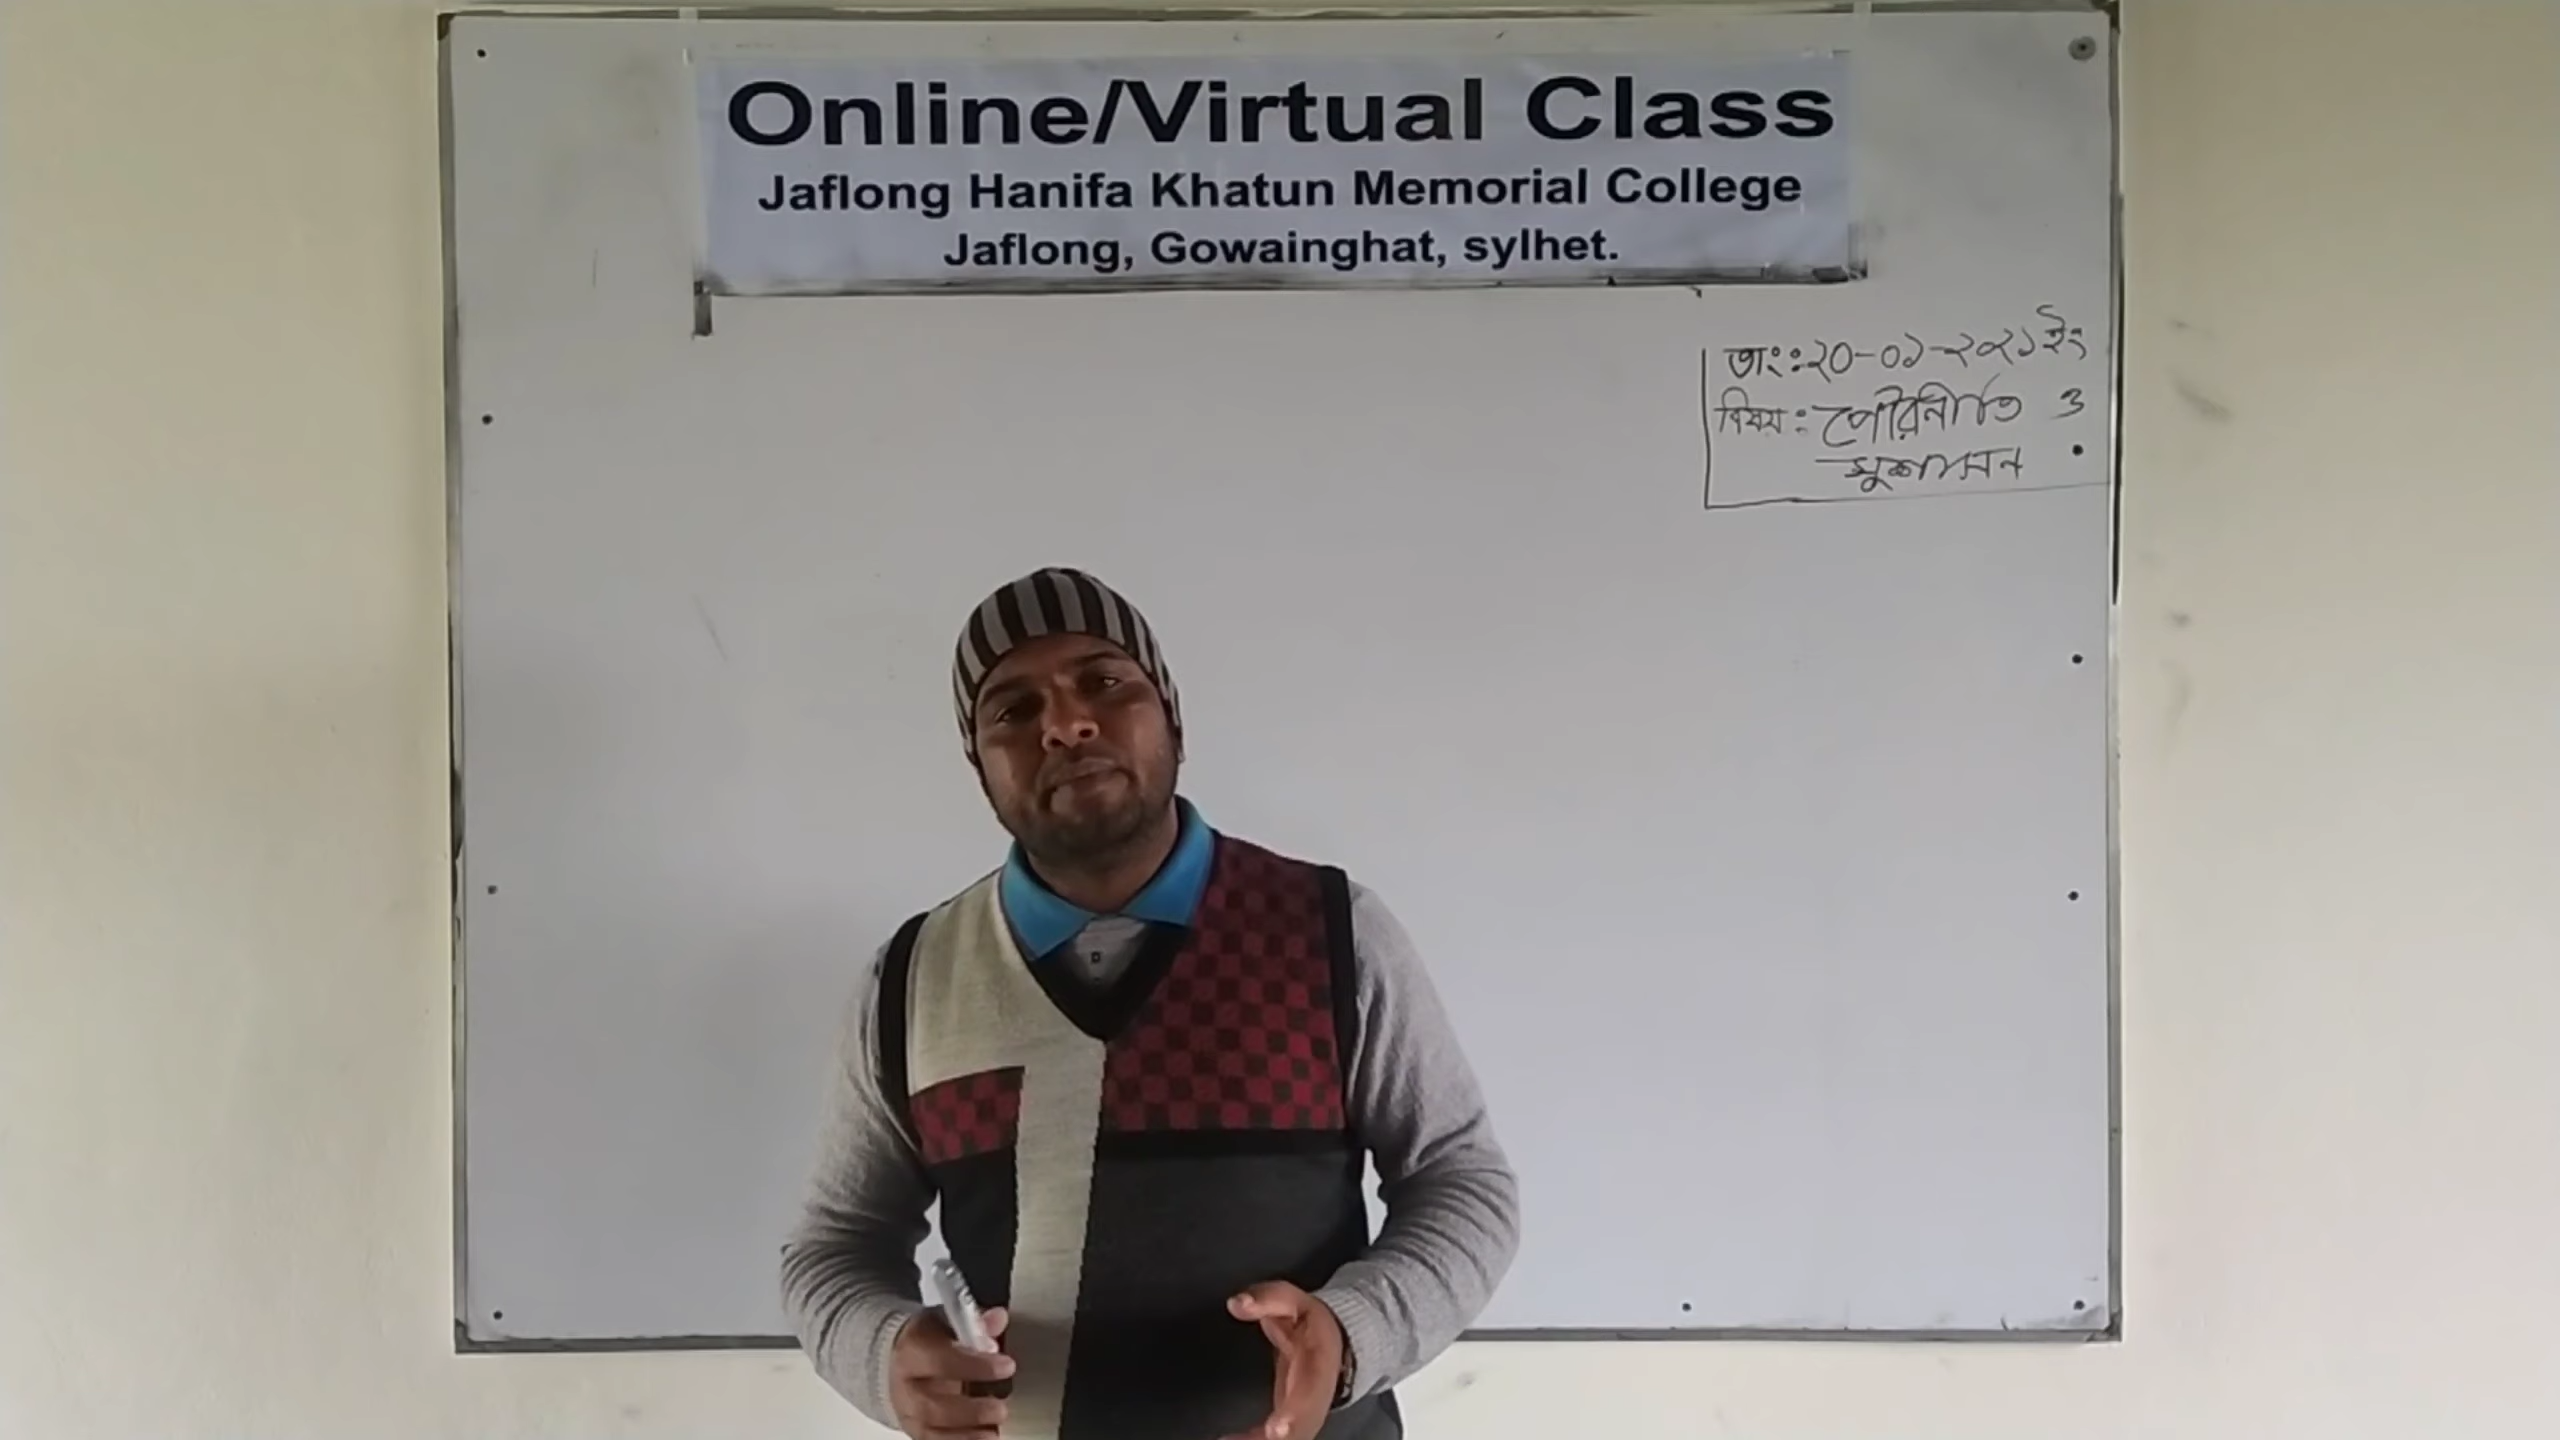 Online/Virtual Class
Jaflong Hanifa Khatun Memorial College
Jaflong, Gowainghat, sylhet.
তাং:২০-০১-২০২১ইং
বিষয়: পৌরনীতি ও
সুশাসন